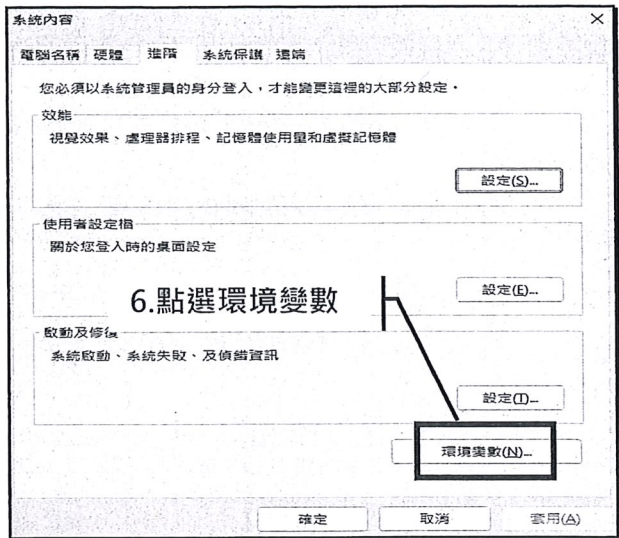 系統內容
電腦名稱 硬體 進階 系統保護 遠端
您必須以系統管理員的身分登入，才能變更這裡的大部分設定。
效能
視覺效果、處理器排程、記憶體使用量和虛擬記憶體
設定(S)...
使用者設定檔
關於您登入時的桌面設定
設定(E)...
6.點選環境變數
啟動及修復
系統啟動、系統失敗、及偵錯資訊
設定(T)...
環境變數(N)...
確定 取消 套用(A)